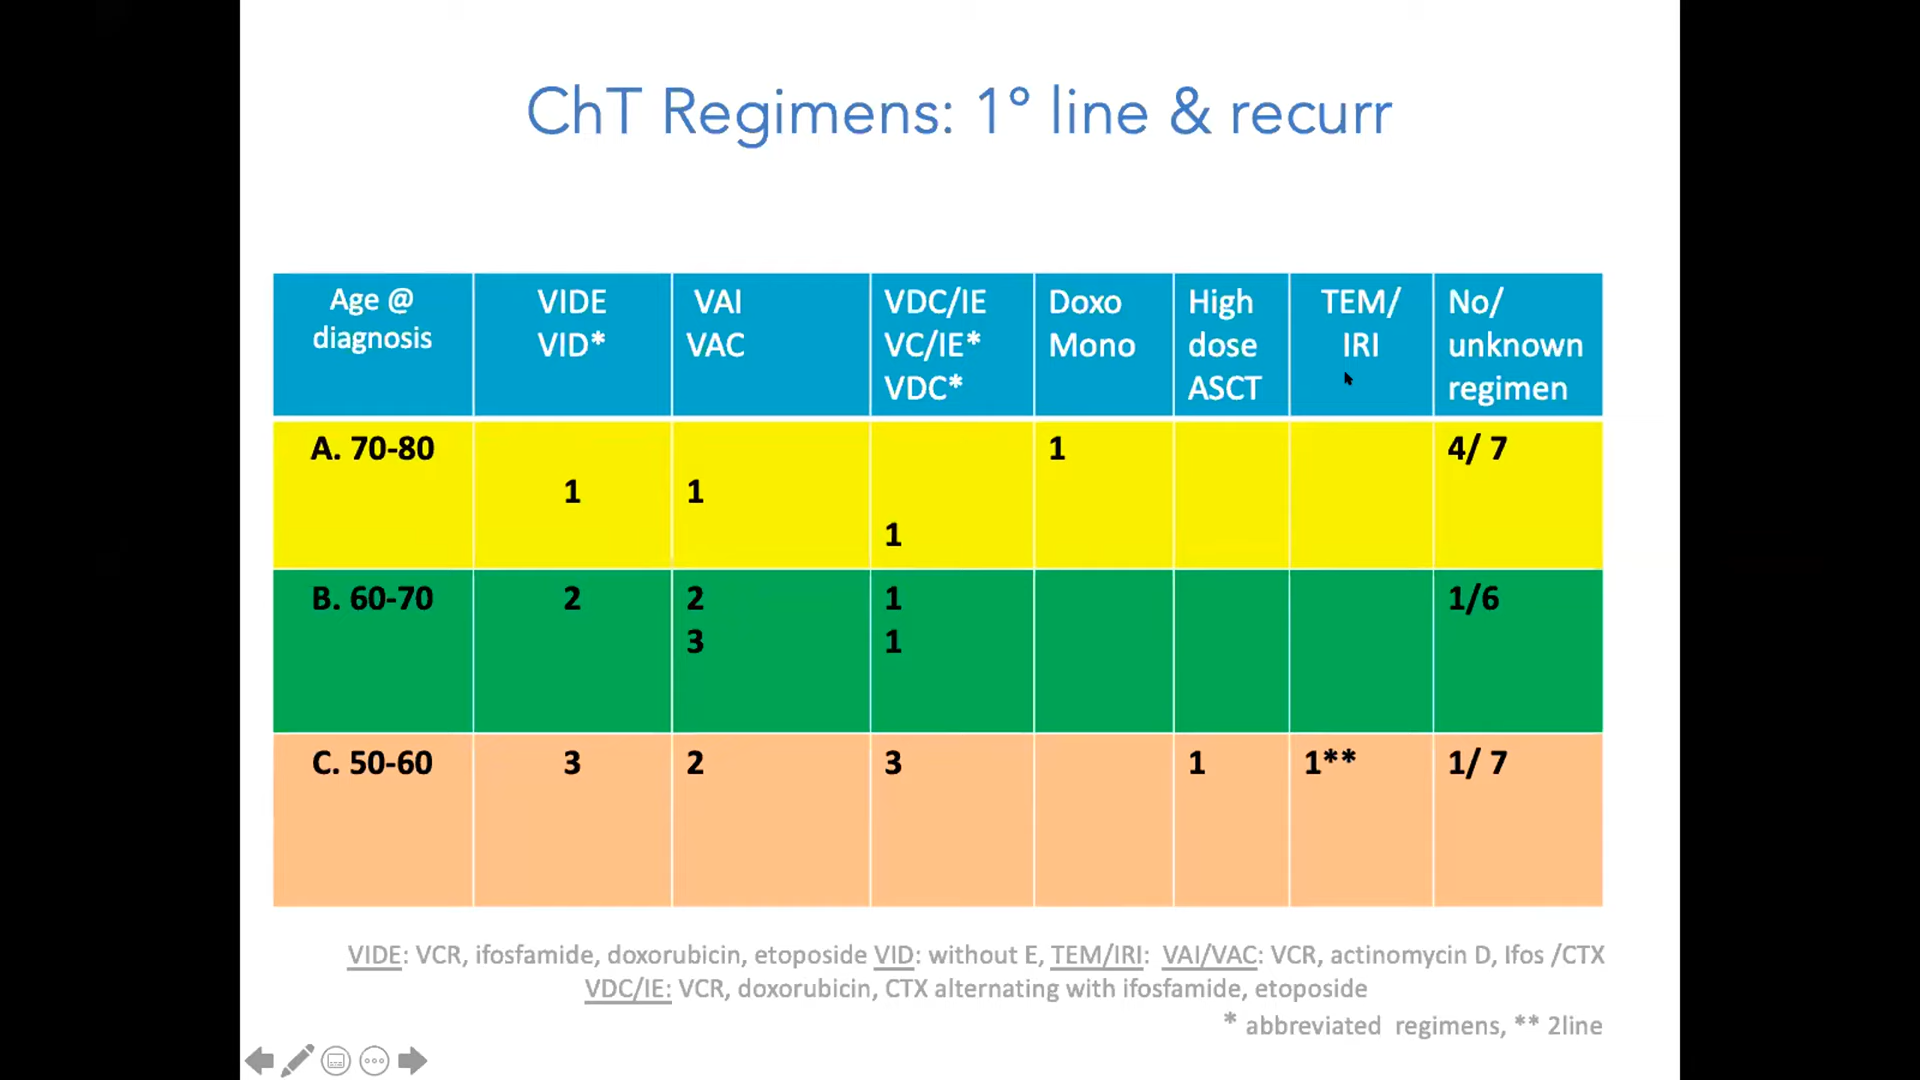 ChT Regimens: 1° line & recurr
Age @ diagnosis VIDE VID* VAI VAC VDC/IE VC/IE* VDC* Doxo Mono High dose ASCT TEM/ IRI No/ unknown regimen
A. 70-80 1 1 1 1 4/ 7
B. 60-70 2 2 3 1 1 1/6
C. 50-60 3 2 3 1 1** 1/ 7
VIDE: VCR, ifosfamide, doxorubicin, etoposide VID: without E, TEM/IRI: VAI/VAC: VCR, actinomycin D, Ifos /CTX
VDC/IE: VCR, doxorubicin, CTX alternating with ifosfamide, etoposide
* abbreviated regimens, ** 2line